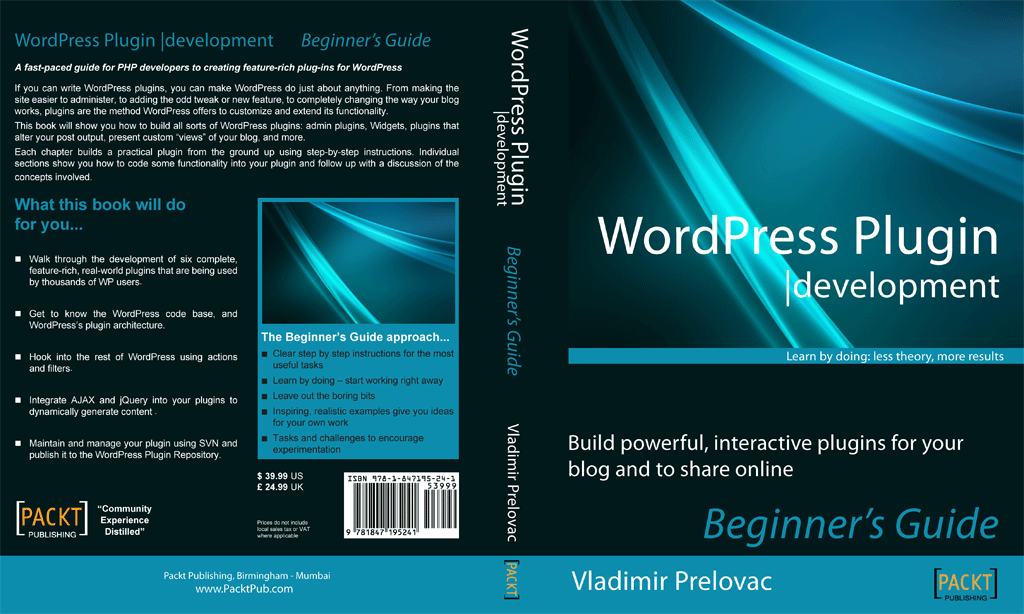 WordPress Plugin |development Beginner's Guide
A fast-paced guide for PHP developers to creating feature-rich plug-ins for WordPress
If you can write WordPress plugins, you can make WordPress do just about anything. From making the
site easier to administer, to adding the odd tweak or new feature, to completely changing the way your blog
works, plugins are the method WordPress offers to customize and extend its functionality.
This book will show you how to build all sorts of WordPress plugins: admin plugins, Widgets, plugins that
alter your post output, present custom "views" of your blog, and more.
Each chapter builds a practical plugin from the ground up using step-by-step instructions. Individual
sections show you how to code some functionality into your plugin and follow up with a discussion of the
concepts involved.
What this book will do
for you...
■ Walk through the development of six complete,
feature-rich, real-world plugins that are being used
by thousands of WP users.
■ Get to know the WordPress code base, and
WordPress's plugin architecture.
■ Hook into the rest of WordPress using actions
and filters.
■ Integrate AJAX and jQuery into your plugins to
dynamically generate content .
■ Maintain and manage your plugin using SVN and
publish it to the WordPress Plugin Repository.
The Beginner's Guide approach...
■ Clear step by step instructions for the most
useful tasks
■ Learn by doing – start working right away
■ Leave out the boring bits
■ Inspiring, realistic examples give you ideas
for your own work
■ Tasks and challenges to encourage
experimentation
$ 39.99 US
£ 24.99 UK
Prices do not include
local sales tax or VAT
where applicable
ISBN 978-1-847195-24-1
53999
9 781847 195241
[PACKT]
PUBLISHING
"Community
Experience
Distilled"
Packt Publishing, Birmingham - Mumbai
www.PacktPub.com
WordPress Plugin
|development
Beginner's Guide
Vladimir Prelovac
[PACKT]
PUBLISHING
WordPress Plugin
|development
Learn by doing: less theory, more results
Build powerful, interactive plugins for your
blog and to share online
Beginner's Guide
Vladimir Prelovac
[PACKT]
PUBLISHING